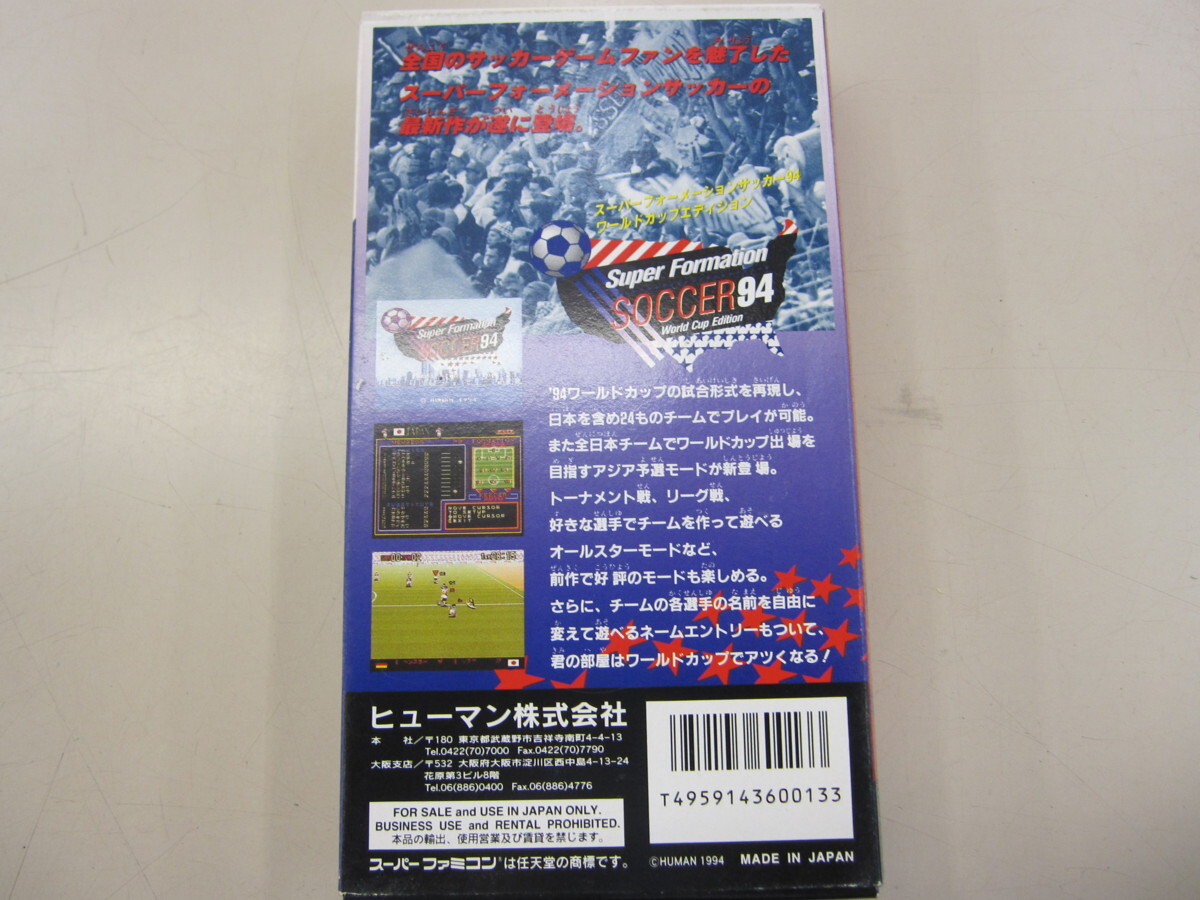 全国のサッカーゲームファンを魅了した
スーパーフォーメーションサッカーの
最新作が遂に登場。
スーパーフォーメーションサッカー94
ワールドカップエディション
Super Formation
SOCCER94
World Cup Edition
Super Formation
SOCCER94
'94ワールドカップの試合形式を再現し、
日本を含め24ものチームでプレイが可能。
また全日本チームでワールドカップ出場を
目指すアジア予選モードが新登場。
トーナメント戦、リーグ戦、
好きな選手でチームを作って遊べる
オールスターモードなど、
前作で好評のモードも楽しめる。
さらに、チームの各選手の名前を自由に
変えて遊べるネームエントリーもついて、
君の部屋はワールドカップでアツくなる!
MOVE CURSOR
TO SETUP
EXIT
ヒューマン株式会社
本 社/〒180 東京都武蔵野市吉祥寺南町4-4-13
Tel.0422(70)7000 Fax.0422(70)7790
大阪支店/〒532 大阪府大阪市淀川区西中島4-13-24
花原第3ビル8階
Tel.06(886)0400 Fax.06(886)4776
FOR SALE and USE IN JAPAN ONLY.
BUSINESS USE and RENTAL PROHIBITED.
本品の輸出、使用営業及び賃貸を禁じます。
スーパーファミコン®は任天堂の商標です。
T4959143600133
©HUMAN 1994 MADE IN JAPAN